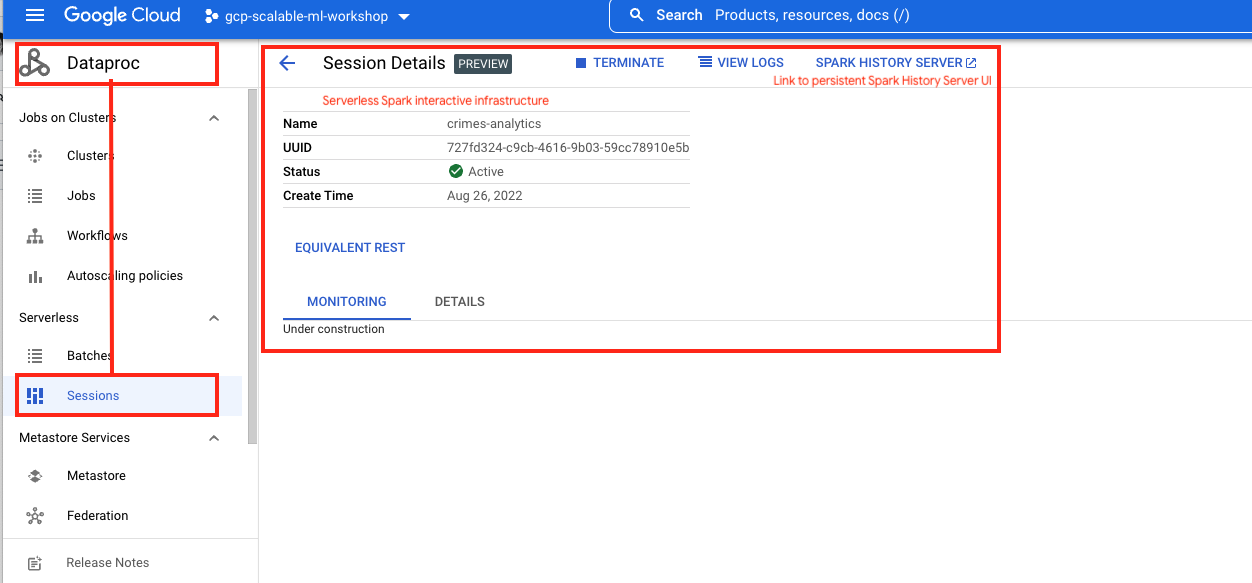 Google Cloud
gcp-scalable-ml-workshop
Search Products, resources, docs (/)
Dataproc
Jobs on Clusters
Clusters
Jobs
Workflows
Autoscaling policies
Serverless
Batches
Sessions
Metastore Services
Metastore
Federation
Release Notes
Session Details PREVIEW
TERMINATE
VIEW LOGS
SPARK HISTORY SERVER
Link to persistent Spark History Server UI
Serverless Spark interactive infrastructure
Name crimes-analytics
UUID 727fd324-c9cb-4616-9b03-59cc78910e5b
Status Active
Create Time Aug 26, 2022
EQUIVALENT REST
MONITORING DETAILS
Under construction